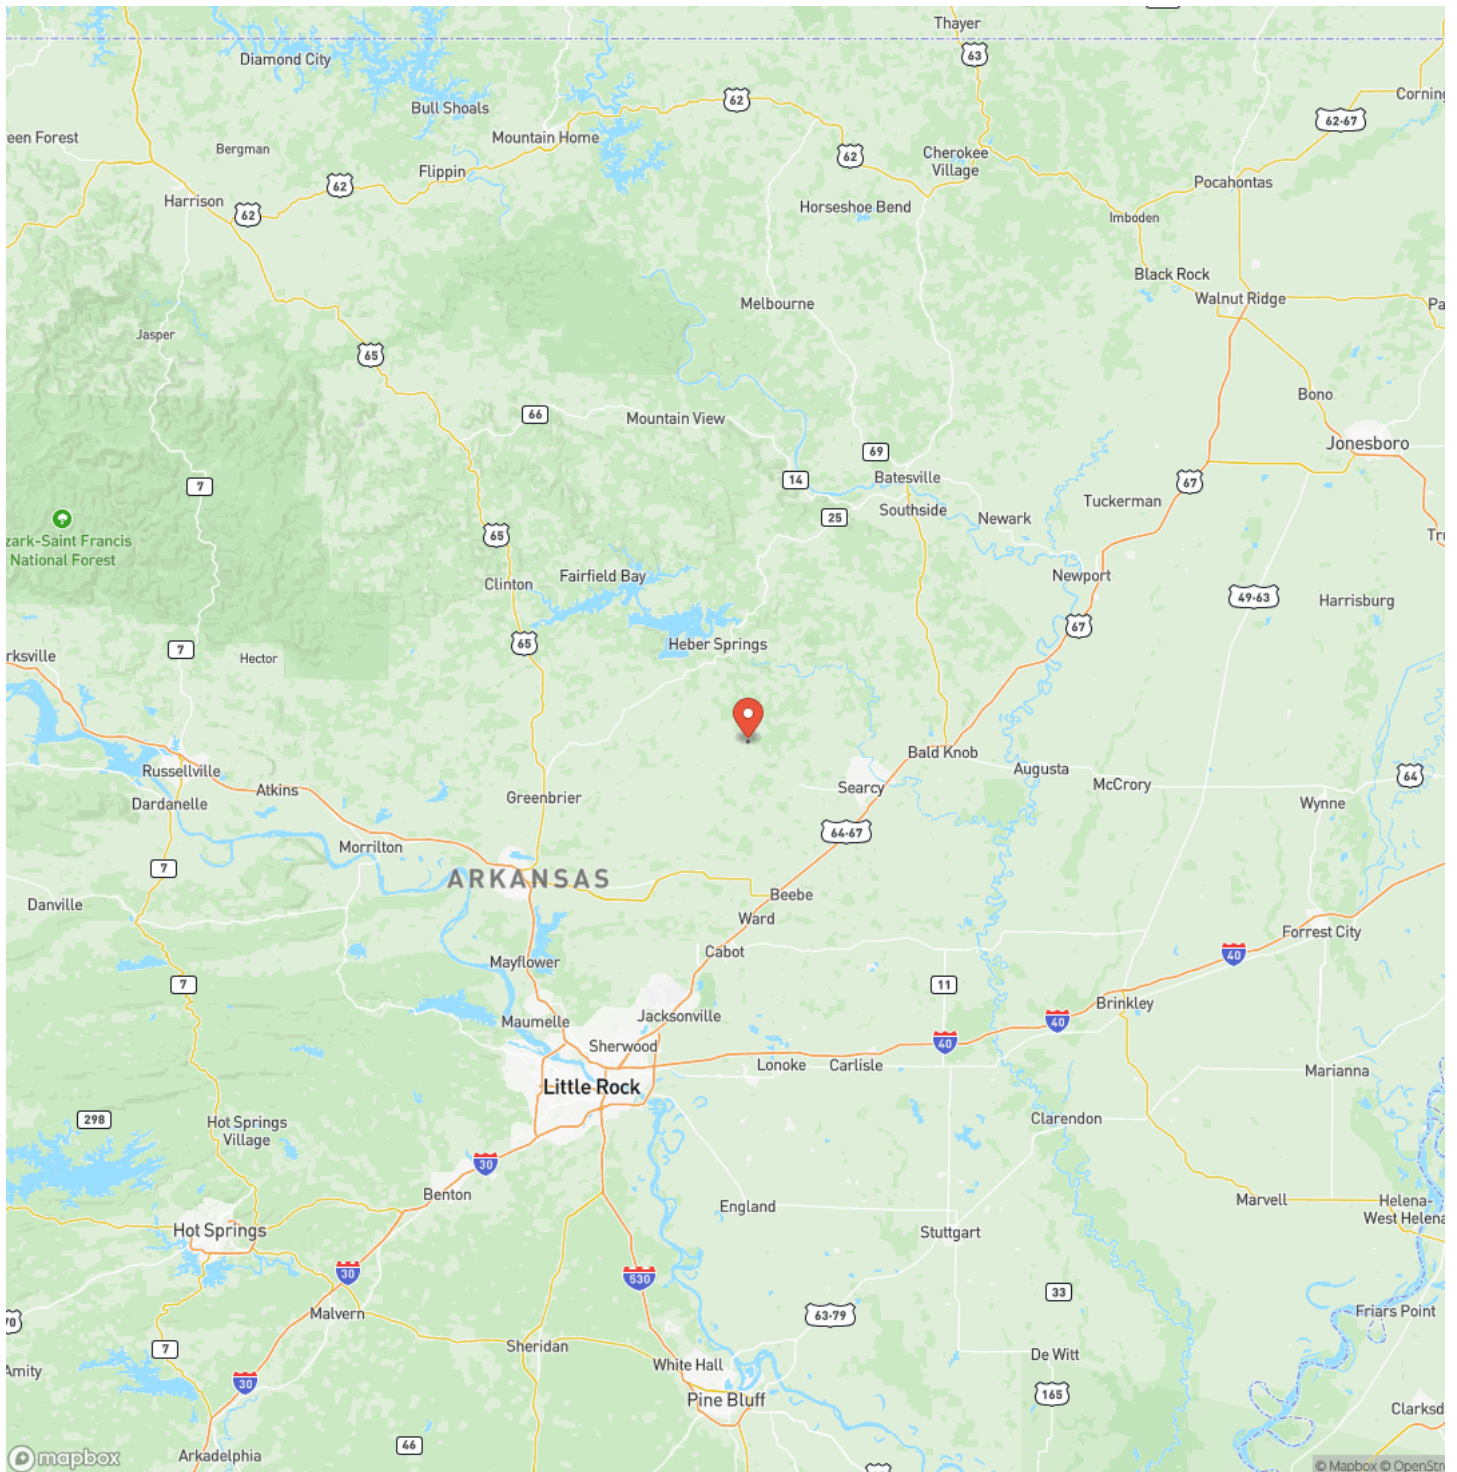 Thayer
63
Diamond City
62
Corning
Bull Shoals
62-67
Mountain Home
een Forest
Bergman
Flippin
62
Cherokee
Village
62
Pocahontas
Harrison
62
Horseshoe Bend
Imboden
Black Rock
Walnut Ridge
Melbourne
Pa
Jasper
65
Bono
66
Mountain View
Jonesboro
69
14
Batesville
67
7
Tuckerman
Southside
Newark
25
zark-Saint Francis
National Forest
65
Tr
Fairfield Bay
Newport
Clinton
49-63
Harrisburg
67
65
Heber Springs
7
rksville
Hector
Bald Knob
Russellville
Augusta
64
McCrory
Atkins
Searcy
Dardanelle
Greenbrier
Wynne
64-67
Morrilton
7
ARKANSAS
Beebe
Danville
Ward
Forrest City
Cabot
40
Mayflower
7
11
Brinkley
Jacksonville
Maumelle
40
Sherwood
40
Lonoke
Carlisle
Marianna
Little Rock
298
Hot Springs
Village
Clarendon
30
Benton
Marvell
Helena-
West Helena
England
Hot Springs
Stuttgart
30
530
33
Malvern
63-79
Friars Point
70
7
Sheridan
De Witt
White Hall
Amity
30
165
Pine Bluff
Clarksd
46
Arkadelphia
mapbox
© Mapbox © OpenStr